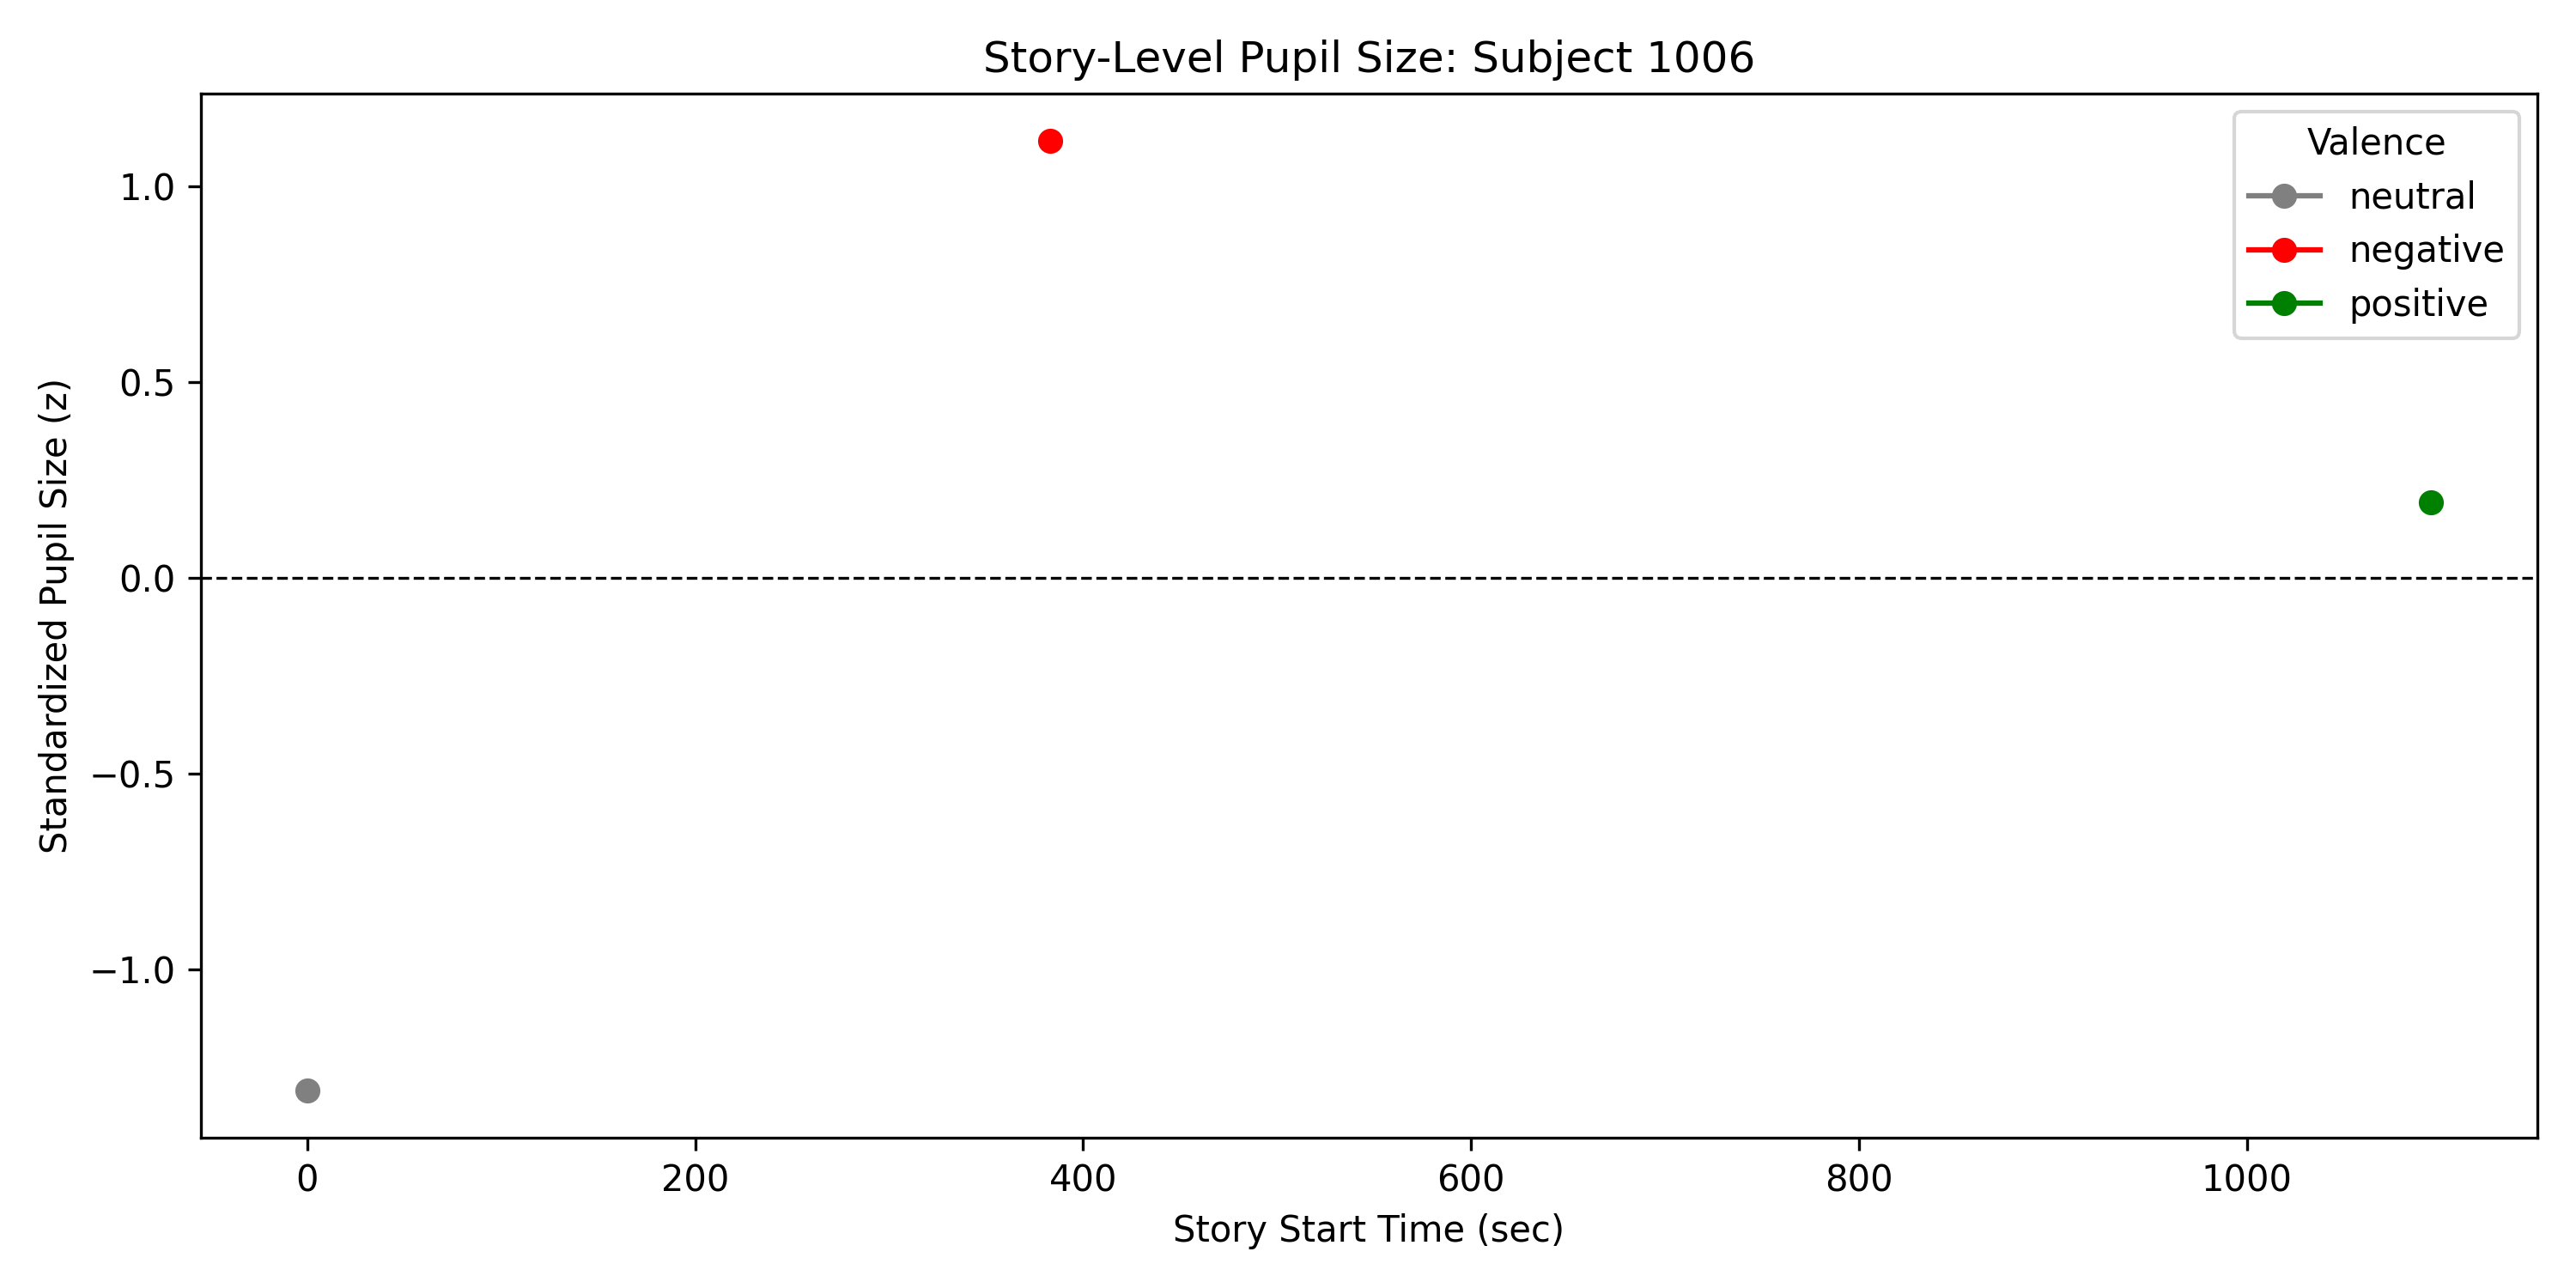 Story-Level Pupil Size: Subject 1006
Valence
neutral
negative
positive
1.0
0.5
0.0
−0.5
−1.0
Standardized Pupil Size (z)
0 200 400 600 800 1000
Story Start Time (sec)